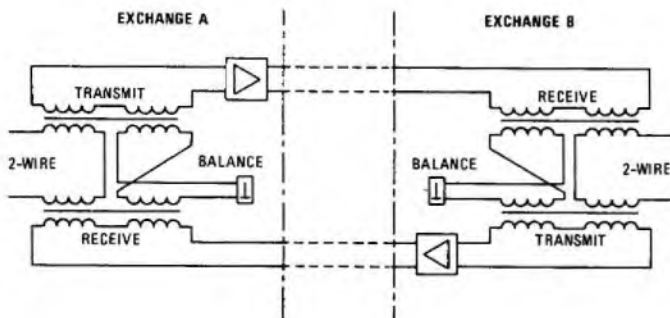 EXCHANGE A
EXCHANGE B
TRANSMIT
RECEIVE
2-WIRE
BALANCE
BALANCE
2-WIRE
RECEIVE
TRANSMIT